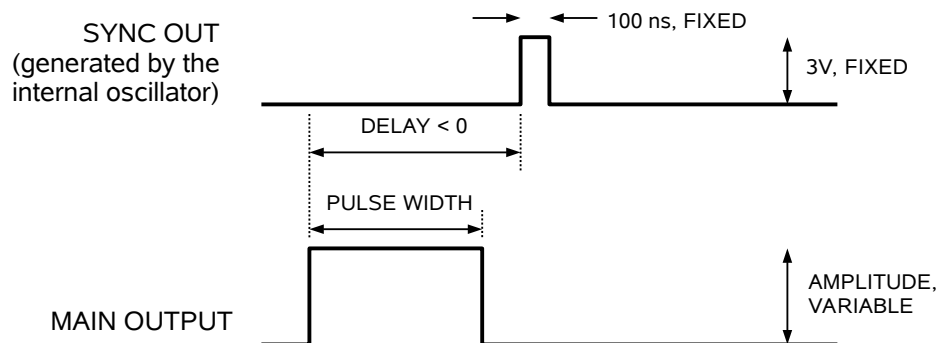 SYNC OUT
(generated by the
internal oscillator)
100 ns, FIXED
3V, FIXED
DELAY < 0
PULSE WIDTH
AMPLITUDE,
VARIABLE
MAIN OUTPUT